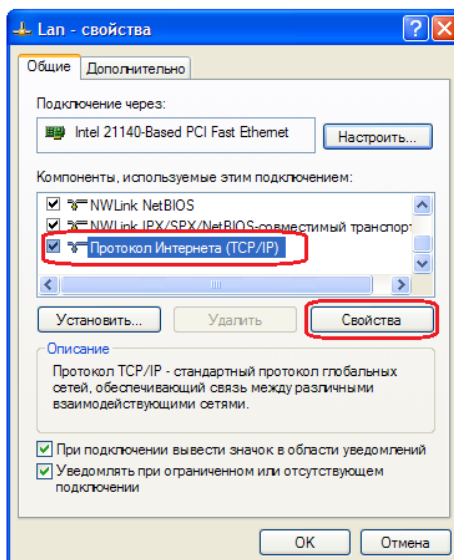 Lan - свойства
Общие Дополнительно
Подключение через:
Intel 21140-Based PCI Fast Ethernet
Настроить...
Компоненты, используемые этим подключением:
NWLink NetBIOS
NWLink IPX/SPX/NetBIOS-совместимый транспорт
Протокол Интернета (TCP/IP)
Установить... Удалить Свойства
Описание
Протокол TCP/IP - стандартный протокол глобальных
сетей, обеспечивающий связь между различными
взаимодействующими сетями.
При подключении вывести значок в области уведомлений
Уведомлять при ограниченном или отсутствующем
подключении
OK Отмена